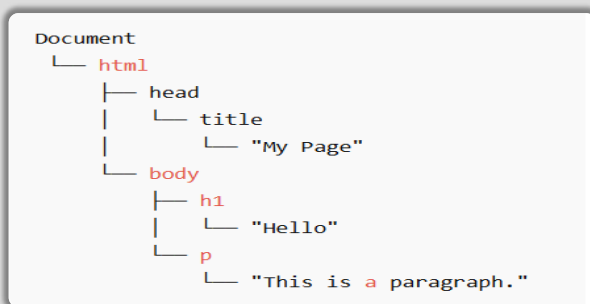 Document
└── html
├── head
│ └── title
│ └── "My Page"
└── body
├── h1
│ └── "Hello"
└── p
└── "This is a paragraph."